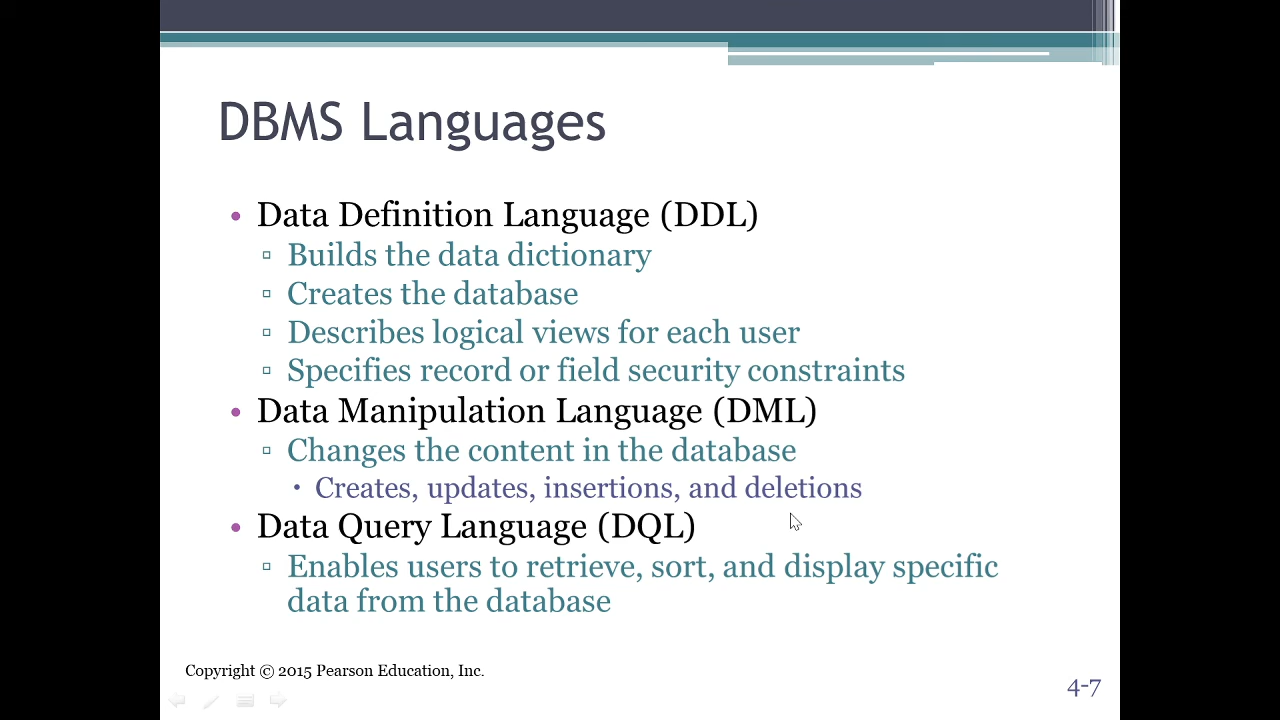 DBMS Languages
• Data Definition Language (DDL)
▫ Builds the data dictionary
▫ Creates the database
▫ Describes logical views for each user
▫ Specifies record or field security constraints
• Data Manipulation Language (DML)
▫ Changes the content in the database
• Creates, updates, insertions, and deletions
• Data Query Language (DQL)
▫ Enables users to retrieve, sort, and display specific
data from the database
Copyright © 2015 Pearson Education, Inc.
4-7